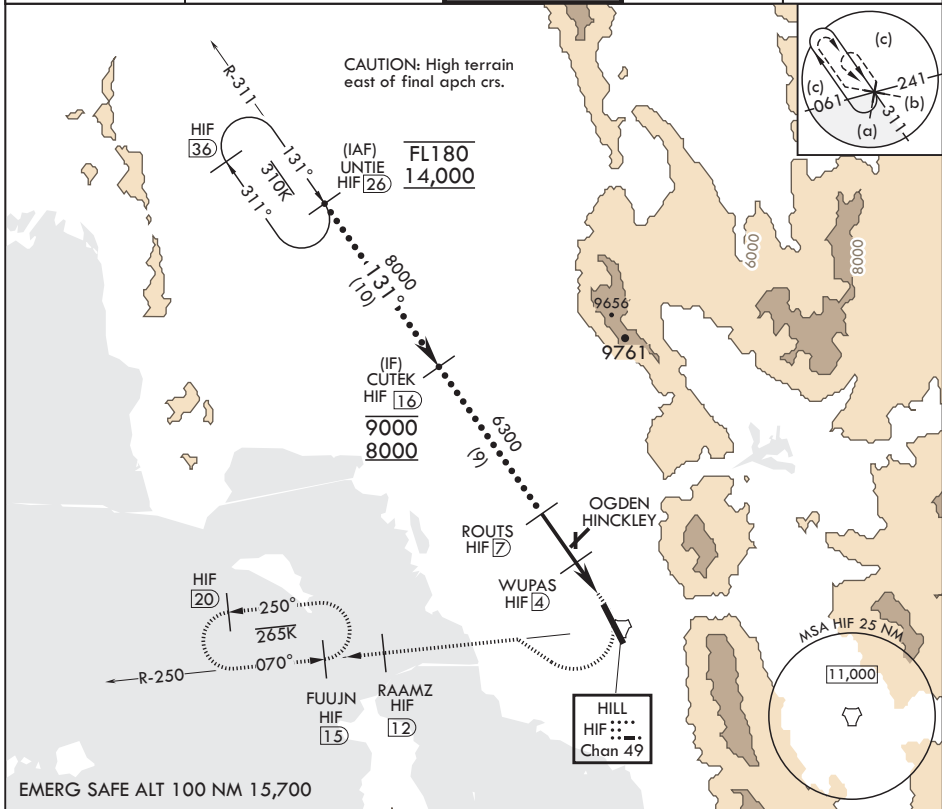 CAUTION: High terrain
east of final apch crs.
R-311
HIF
36
131°
310K
311°
(IAF)
UNTIE
HIF 26
FL180
14,000
(c)
(c)
241
061
(b)
(a)
311
8000
131°
(10)
6000
8000
9656
9761
(IF)
CUTEK
HIF 16
9000
8000
6300
(9)
OGDEN
HINCKLEY
ROUTS
HIF 7
WUPAS
HIF 4
HIF
20
250°
265K
070°
R-250
FUUJN
HIF
15
RAAMZ
HIF
12
HILL
HIF
Chan 49
MSA HIF 25 NM
11,000
EMERG SAFE ALT 100 NM 15,700